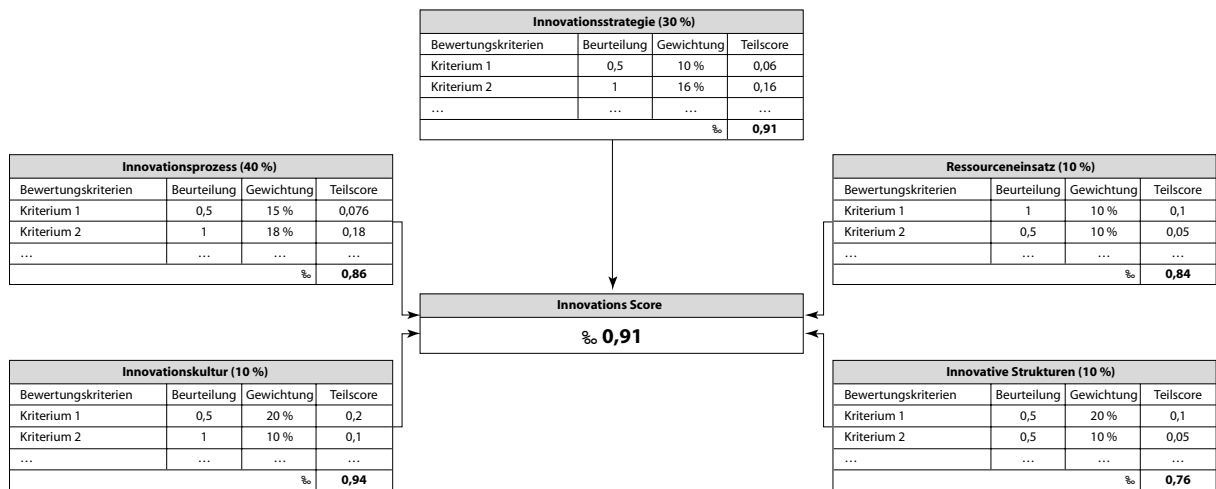 Innovationsstrategie (30 %)
Bewertungskriterien Beurteilung Gewichtung Teilscore
Kriterium 1 0,5 10 % 0,06
Kriterium 2 1 16 % 0,16
… … … …
‰ 0,91
Innovationsprozess (40 %)
Bewertungskriterien Beurteilung Gewichtung Teilscore
Kriterium 1 0,5 15 % 0,076
Kriterium 2 1 18 % 0,18
… … … …
‰ 0,86
Ressourceneinsatz (10 %)
Bewertungskriterien Beurteilung Gewichtung Teilscore
Kriterium 1 1 10 % 0,1
Kriterium 2 0,5 10 % 0,05
… … … …
‰ 0,84
Innovations Score
‰ 0,91
Innovationskultur (10 %)
Bewertungskriterien Beurteilung Gewichtung Teilscore
Kriterium 1 0,5 20 % 0,2
Kriterium 2 1 10 % 0,1
… … … …
‰ 0,94
Innovative Strukturen (10 %)
Bewertungskriterien Beurteilung Gewichtung Teilscore
Kriterium 1 0,5 20 % 0,1
Kriterium 2 0,5 10 % 0,05
… … … …
‰ 0,76